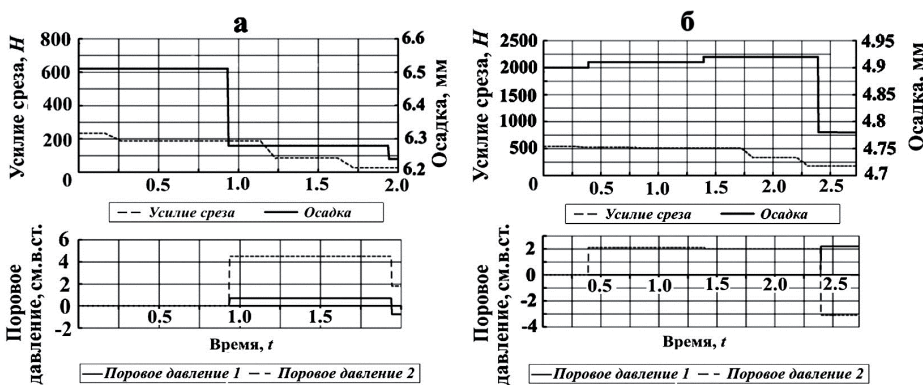 а
Усилие среза, Н
800
600
400
200
0
6.6
6.5
6.4
6.3
6.2
Осадка, мм
0.5
1.0
1.5
2.0
Усилие среза
Осадка
Поровое
давление, см.в.ст.
6
4
2
0
-2
0.5
1.0
1.5
Время, t
Поровое давление 1
Поровое давление 2
б
Усилие среза, Н
2500
2000
1500
1000
500
0
4.95
4.9
4.85
4.8
4.75
4.7
Осадка, мм
0.5
1.0
1.5
2.0
2.5
Усилие среза
Осадка
Поровое
давление, см.в.ст.
2
0
-2
-4
0.5
1.0
1.5
2.0
2.5
Время, t
Поровое давление 1
Поровое давление 2